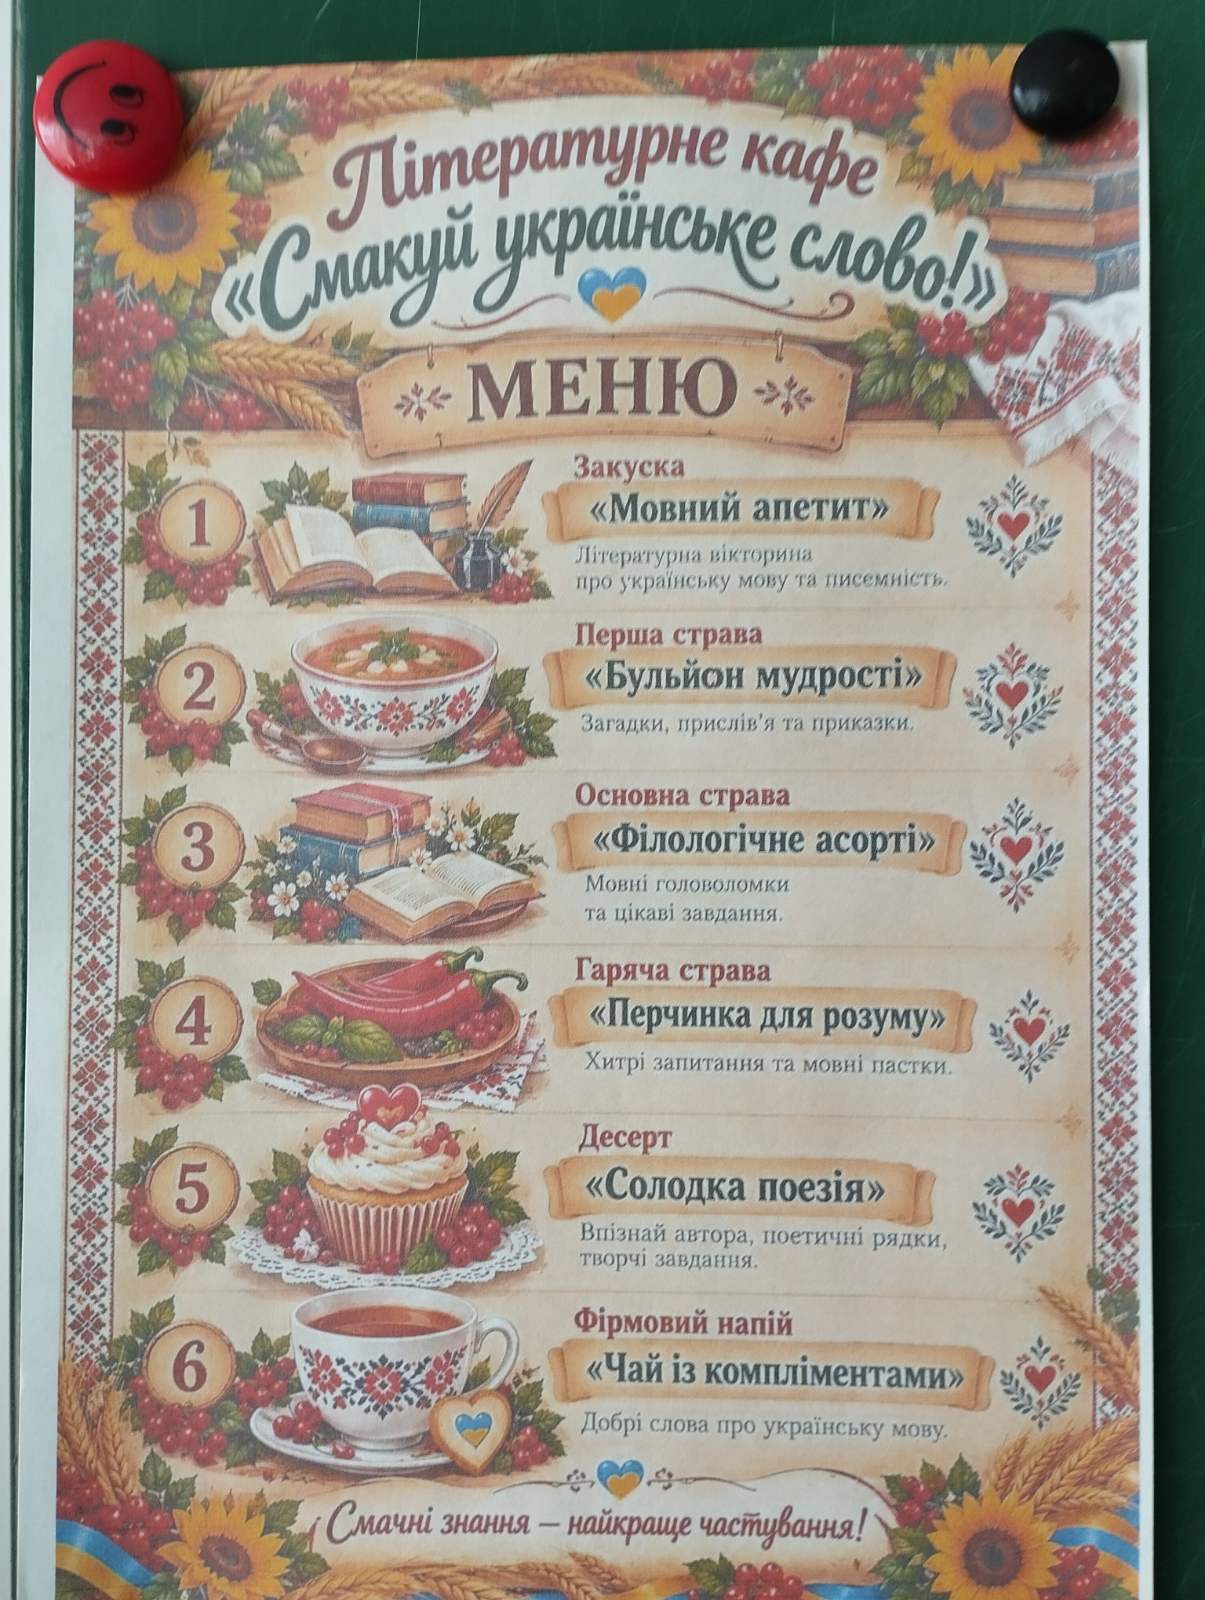 Літературне кафе
«Смакуй українське слово!»
МЕНЮ
1
Закуска
«Мовний апетит»
Літературна вікторина
про українську мову та писемність.
2
Перша страва
«Бульйон мудрості»
Загадки, прислів'я та приказки.
3
Основна страва
«Філологічне асорті»
Мовні головоломки
та цікаві завдання.
4
Гаряча страва
«Перчинка для розуму»
Хитрі запитання та мовні пастки.
5
Десерт
«Солодка поезія»
Впізнай автора, поетичні рядки,
творчі завдання.
6
Фірмовий напій
«Чай із компліментами»
Добрі слова про українську мову.
Смачні знання – найкраще частування!